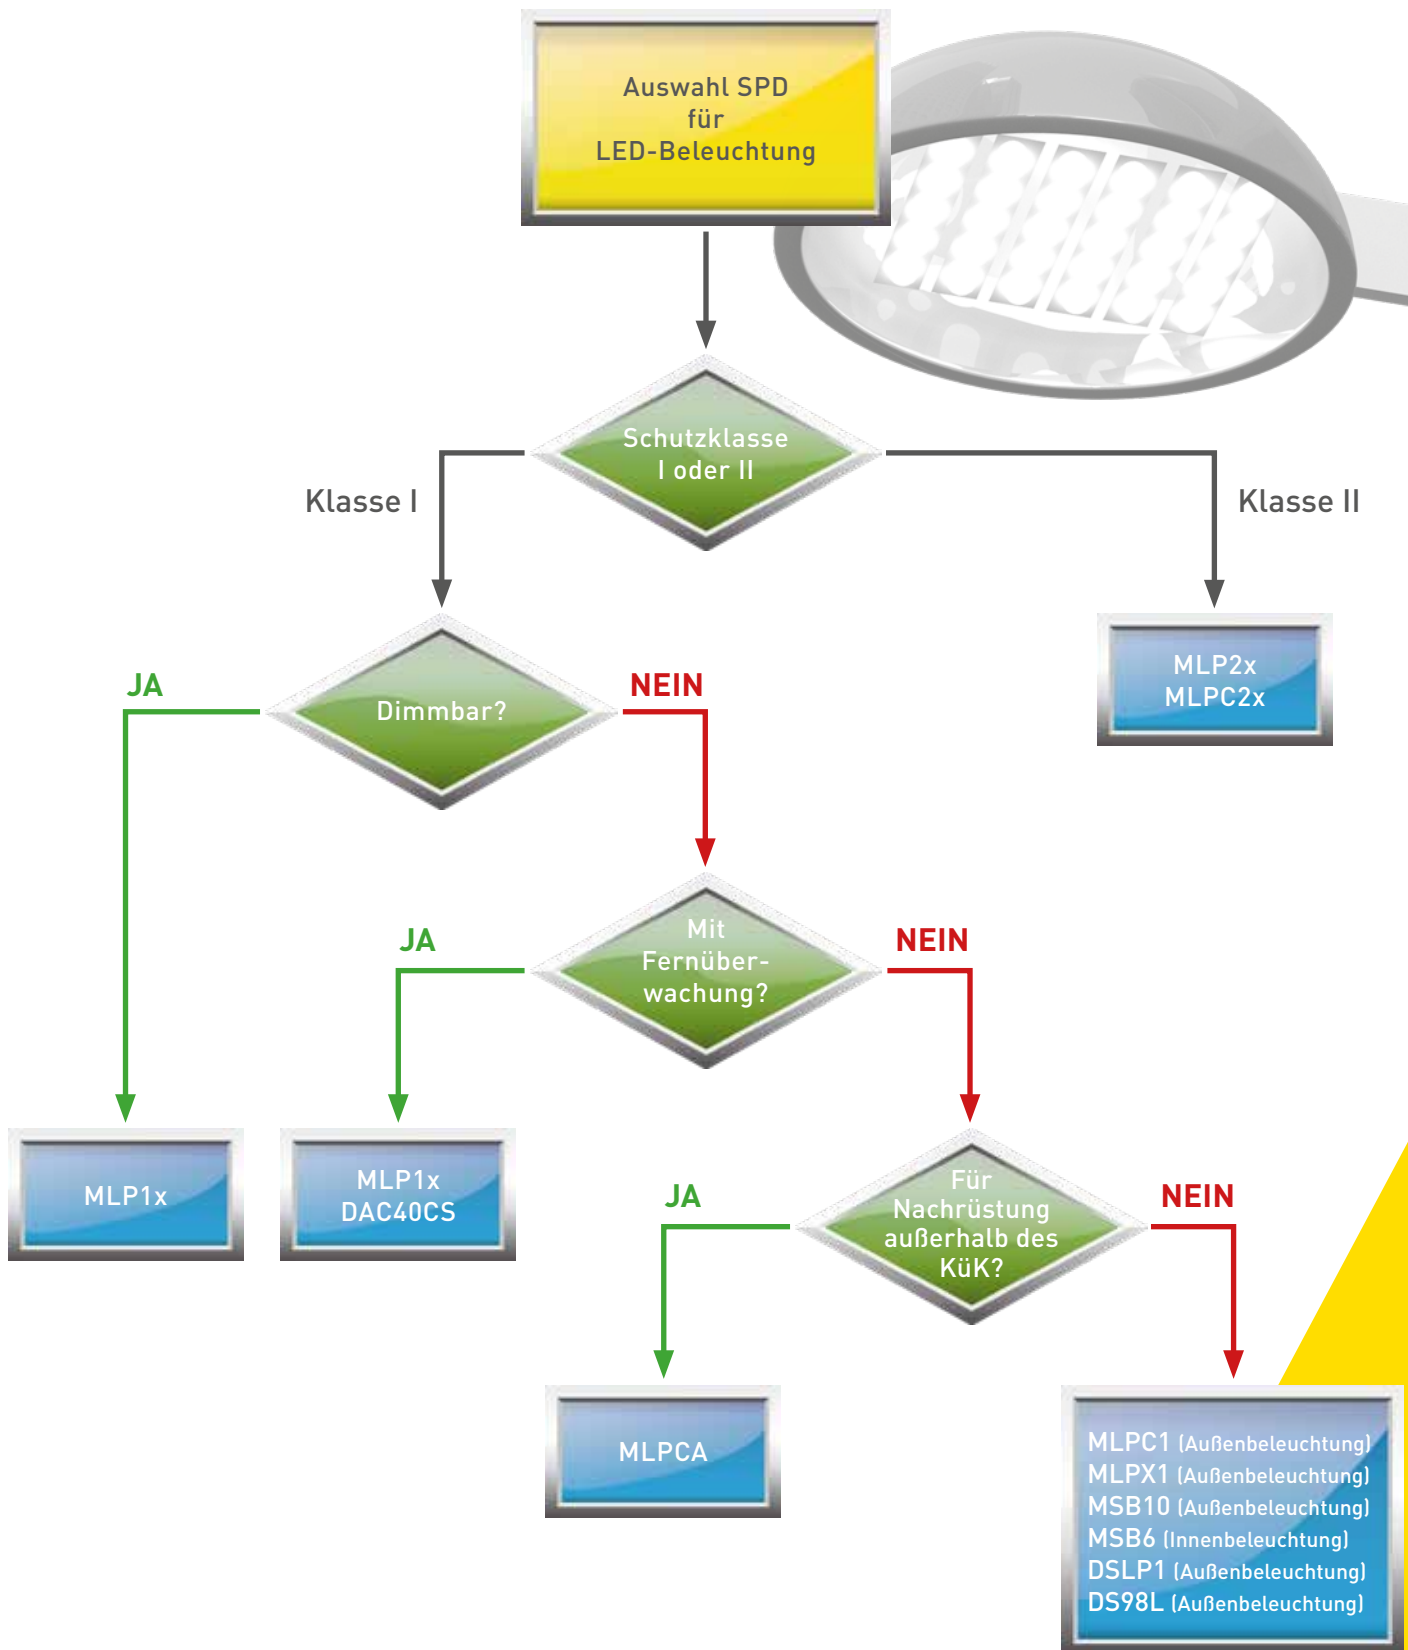 Auswahl SPD
für
LED-Beleuchtung
Schutzklasse
I oder II
Klasse I
Klasse II
MLP2x
MLPC2x
JA
Dimmbar?
NEIN
JA
Mit
Fernüber-
wachung?
NEIN
MLP1x
MLP1x
DAC40CS
JA
Für
Nachrüstung
außerhalb des
KüK?
NEIN
MLPCA
MLPC1 (Außenbeleuchtung)
MLPX1 (Außenbeleuchtung)
MSB10 (Außenbeleuchtung)
MSB6 (Innenbeleuchtung)
DSLP1 (Außenbeleuchtung)
DS98L (Außenbeleuchtung)